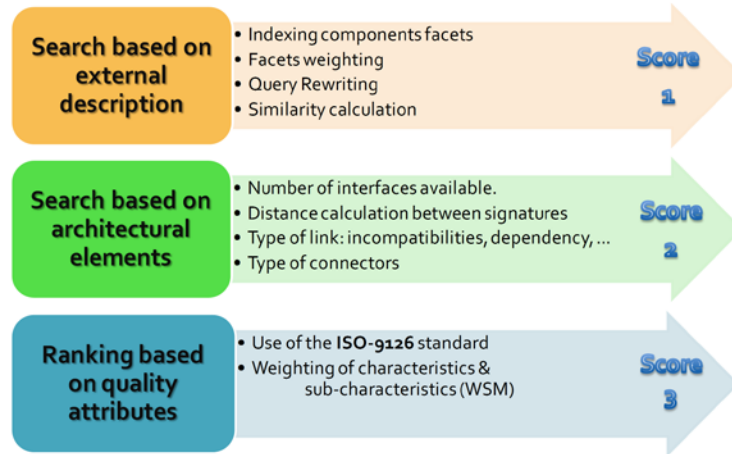 Search based on
external
description
• Indexing components facets
• Facets weighting
• Query Rewriting
• Similarity calculation
Score
1
Search based on
architectural
elements
• Number of interfaces available.
• Distance calculation between signatures
• Type of link: incompatibilities, dependency, ...
• Type of connectors
Score
2
Ranking based
on quality
attributes
• Use of the ISO-9126 standard
• Weighting of characteristics &
sub-characteristics (WSM)
Score
3